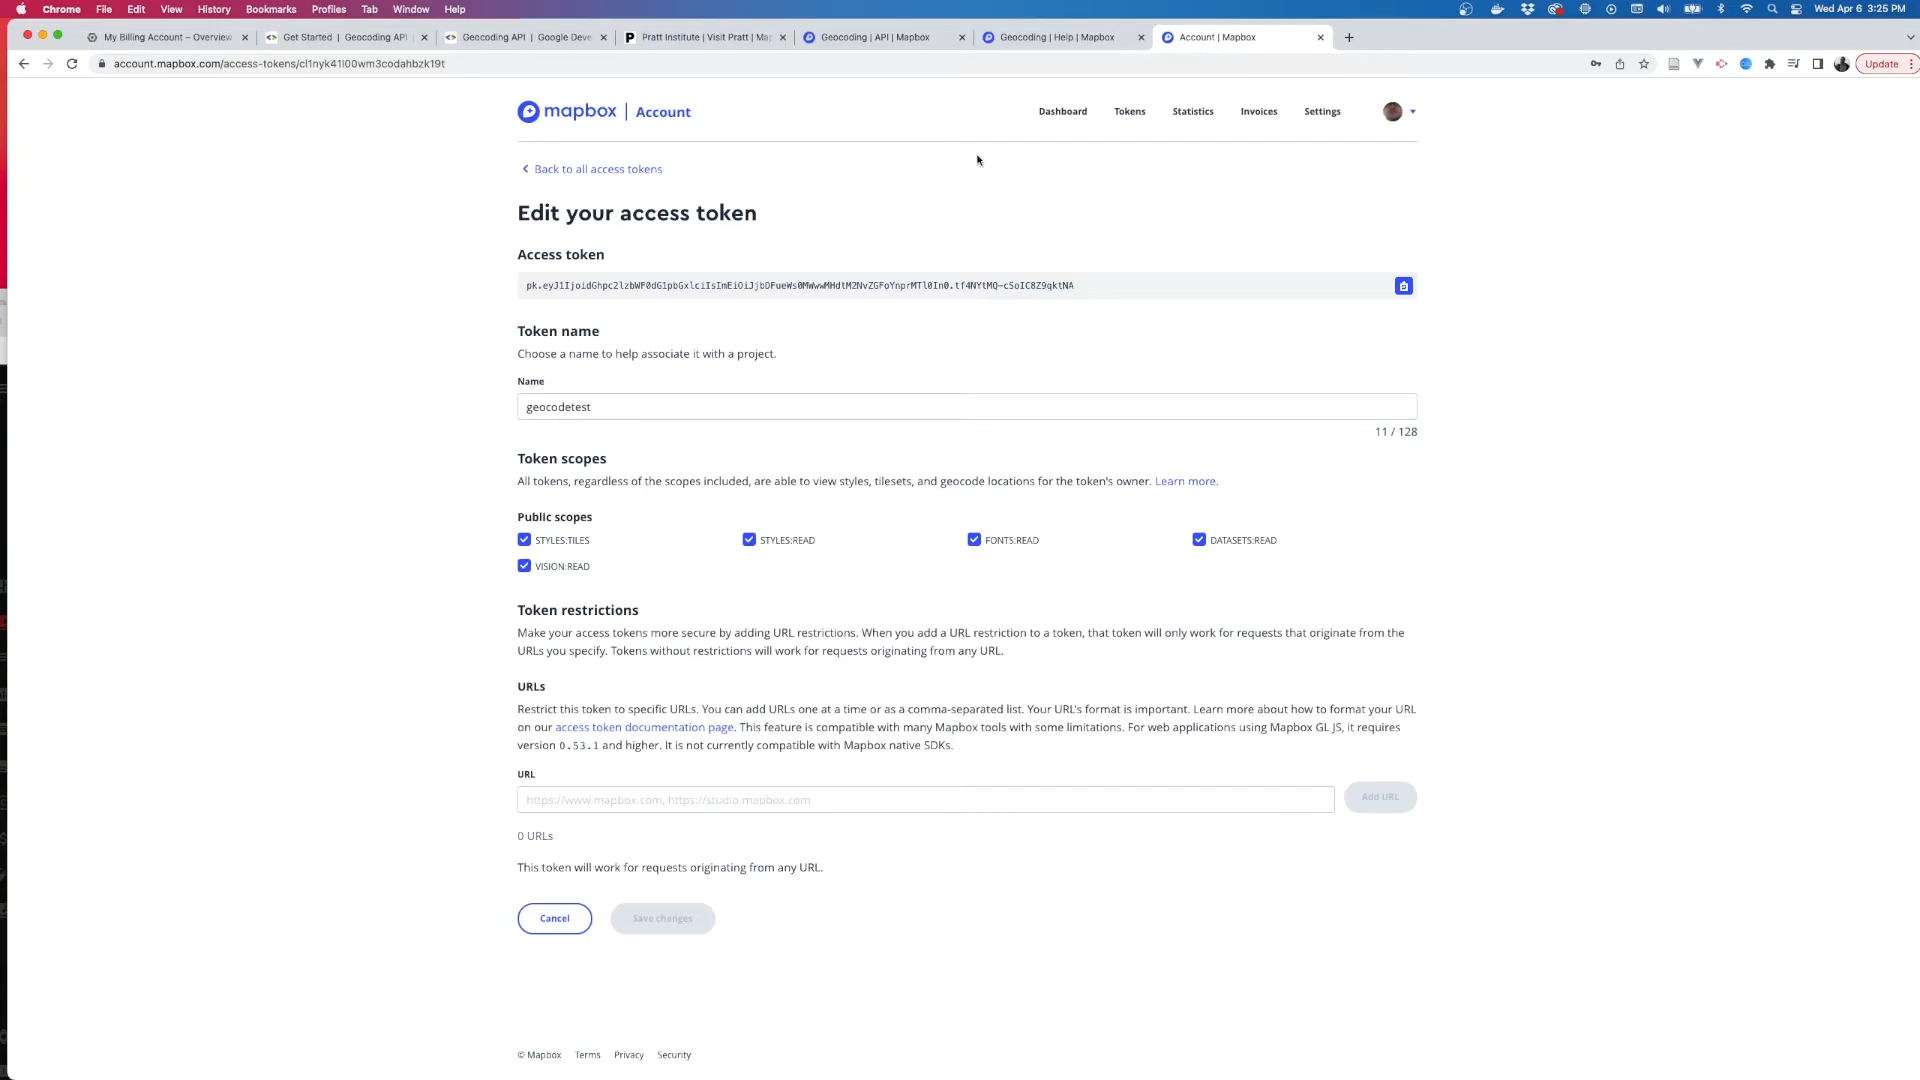 Chrome File Edit View History Bookmarks Profiles Tab Window Help Wed Apr 6 3:25 PM
My Billing Account – Overview Get Started | Geocoding API Geocoding API | Google Deve Pratt Institute | Visit Pratt | Ma Geocoding | API | Mapbox Geocoding | Help | Mapbox Account | Mapbox
account.mapbox.com/access-tokens/cl1nyk41l00wm3codahbzk19t Update
mapbox | Account Dashboard Tokens Statistics Invoices Settings
Back to all access tokens
Edit your access token
Access token
Token name
Choose a name to help associate it with a project.
Name
geocodetest
11 / 128
Token scopes
All tokens, regardless of the scopes included, are able to view styles, tilesets, and geocode locations for the token's owner. Learn more.
Public scopes
STYLES:TILES STYLES:READ FONTS:READ DATASETS:READ
VISION:READ
Token restrictions
Make your access tokens more secure by adding URL restrictions. When you add a URL restriction to a token, that token will only work for requests that originate from the
URLs you specify. Tokens without restrictions will work for requests originating from any URL.
URLs
Restrict this token to specific URLs. You can add URLs one at a time or as a comma-separated list. Your URL's format is important. Learn more about how to format your URL
on our access token documentation page. This feature is compatible with many Mapbox tools with some limitations. For web applications using Mapbox GL JS, it requires
version 0.53.1 and higher. It is not currently compatible with Mapbox native SDKs.
URL
https://www.mapbox.com, https://studio.mapbox.com Add URL
0 URLs
This token will work for requests originating from any URL.
Cancel Save changes
© Mapbox Terms Privacy Security